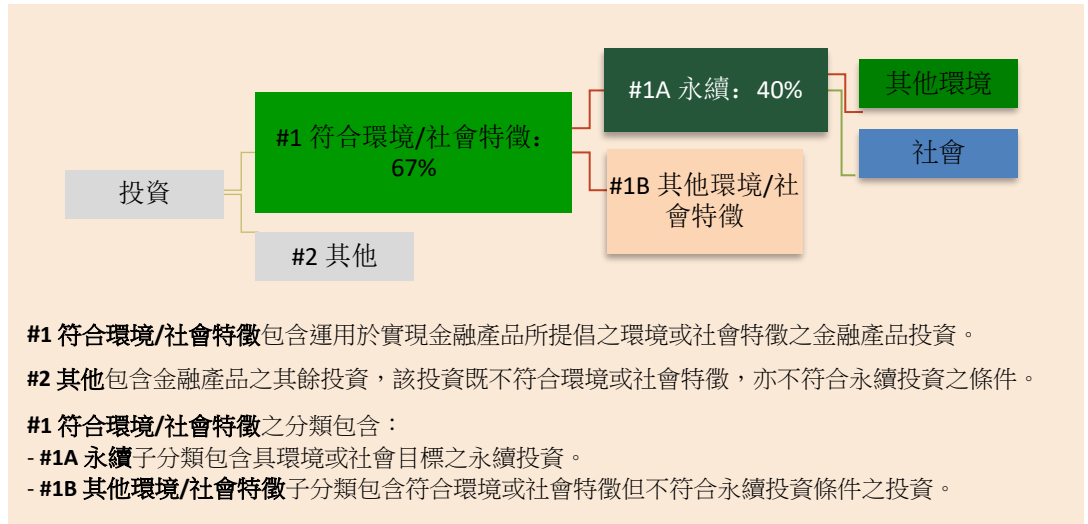 投資
#1 符合環境/社會特徵：
67%
#2 其他
#1A 永續：40%
#1B 其他環境/社
會特徵
其他環境
社會
#1 符合環境/社會特徵包含運用於實現金融產品所提倡之環境或社會特徵之金融產品投資。
#2 其他包含金融產品之其餘投資，該投資既不符合環境或社會特徵，亦不符合永續投資之條件。
#1 符合環境/社會特徵之分類包含：
- #1A 永續子分類包含具環境或社會目標之永續投資。
- #1B 其他環境/社會特徵子分類包含符合環境或社會特徵但不符合永續投資條件之投資。